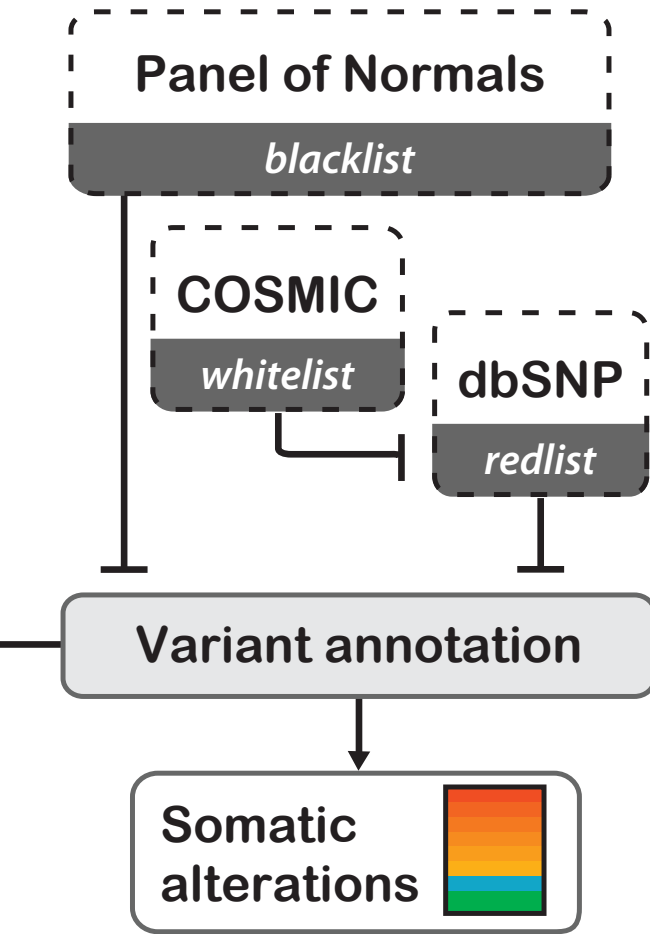 Panel of Normals
blacklist
COSMIC
whitelist
dbSNP
redlist
Variant annotation
Somatic
alterations